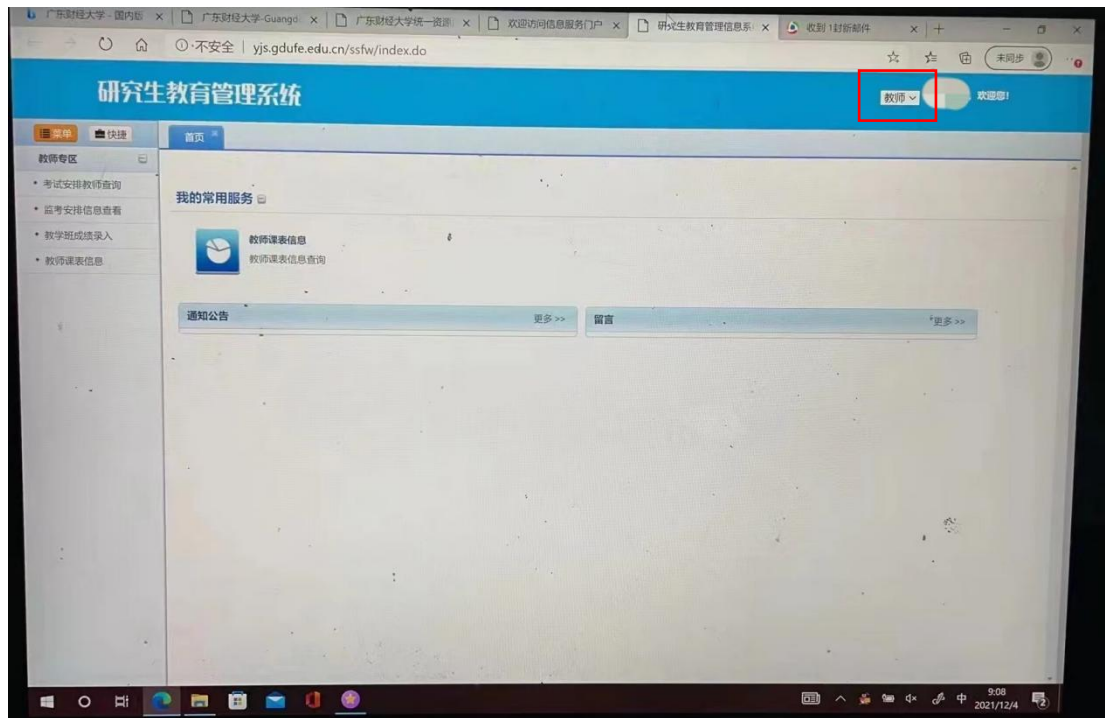 广东财经大学 - 国内版
广东财经大学-Guangd
广东财经大学统一资源
欢迎访问信息服务门户
研究生教育管理信息系
收到 1封新邮件
不安全 | yjs.gdufe.edu.cn/ssfw/index.do
未同步
研究生教育管理系统
教师
欢迎您!
菜单
快捷
首页
教师专区
考试安排教师查询
监考安排信息查看
教学班成绩录入
教师课表信息
我的常用服务
教师课表信息
教师课表信息查询
通知公告
更多 >>
留言
更多 >>
中
9:08
2021/12/4
2